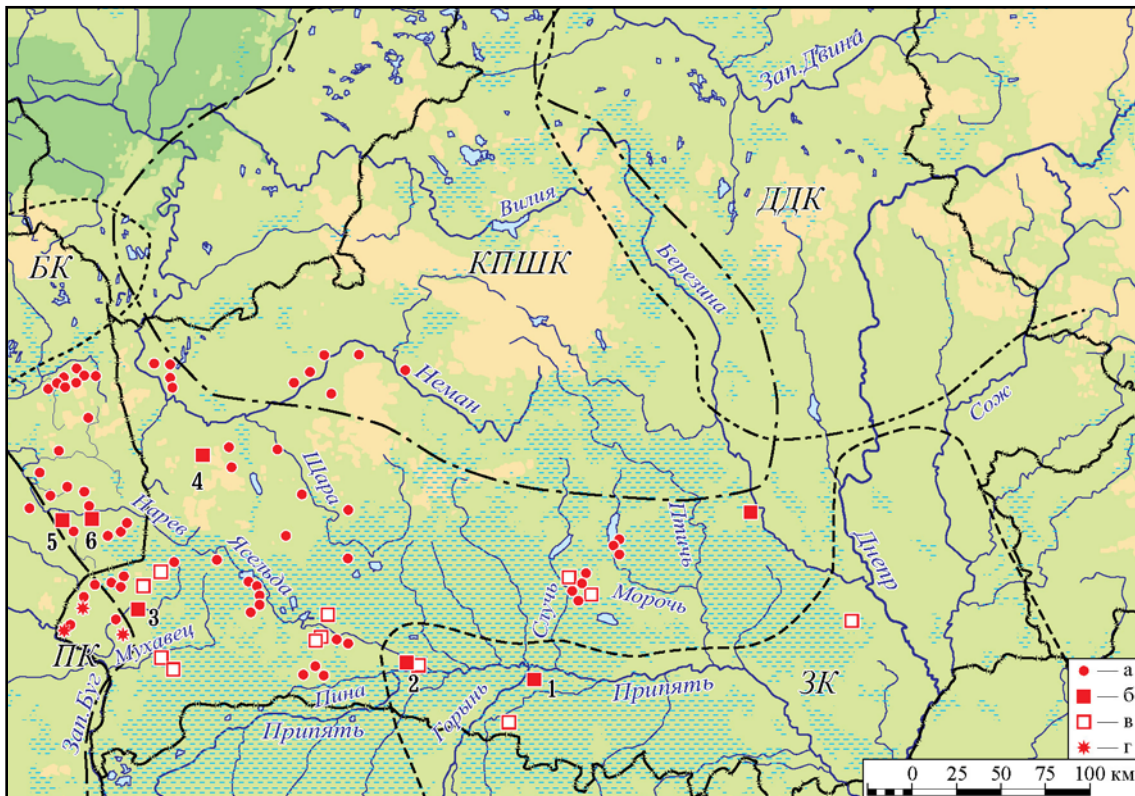 Зап. Двина
Вилия
ДДК
БК
КПШК
Березина
Неман
Сож
4
Щара
Нарев
5
6
Птичь
Днепр
Ясельда
3
Случь
Морочь
Мухавец
ПК
2
1
ЗК
Пина
Горынь
Припять
Зап. Буг
Припять
— а
— б
— в
— г
0 25 50 75 100 км